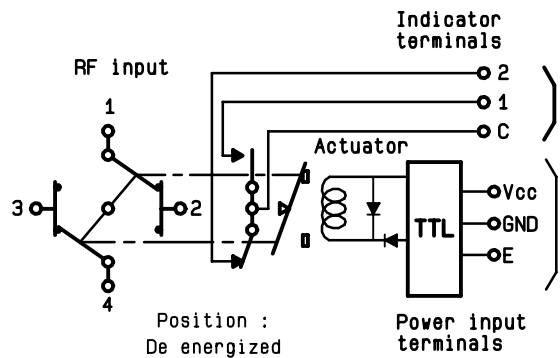 Indicator
terminals
RF input
2
1
1
C
Actuator
3
2
Vcc
TTL
GND
E
4
Position :
De energized
Power input
terminals